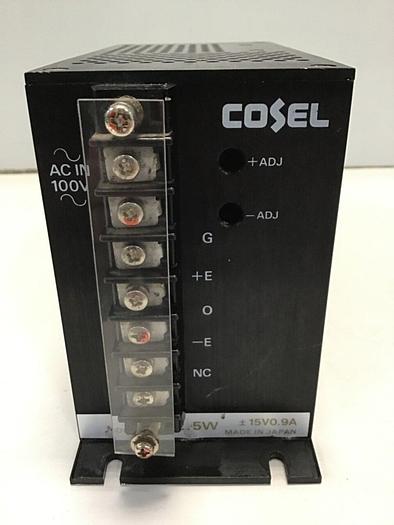 COSEL
+ADJ
-ADJ
AC IN
100V
G
+E
O
-E
NC
5W ±15V0.9A
MADE IN JAPAN